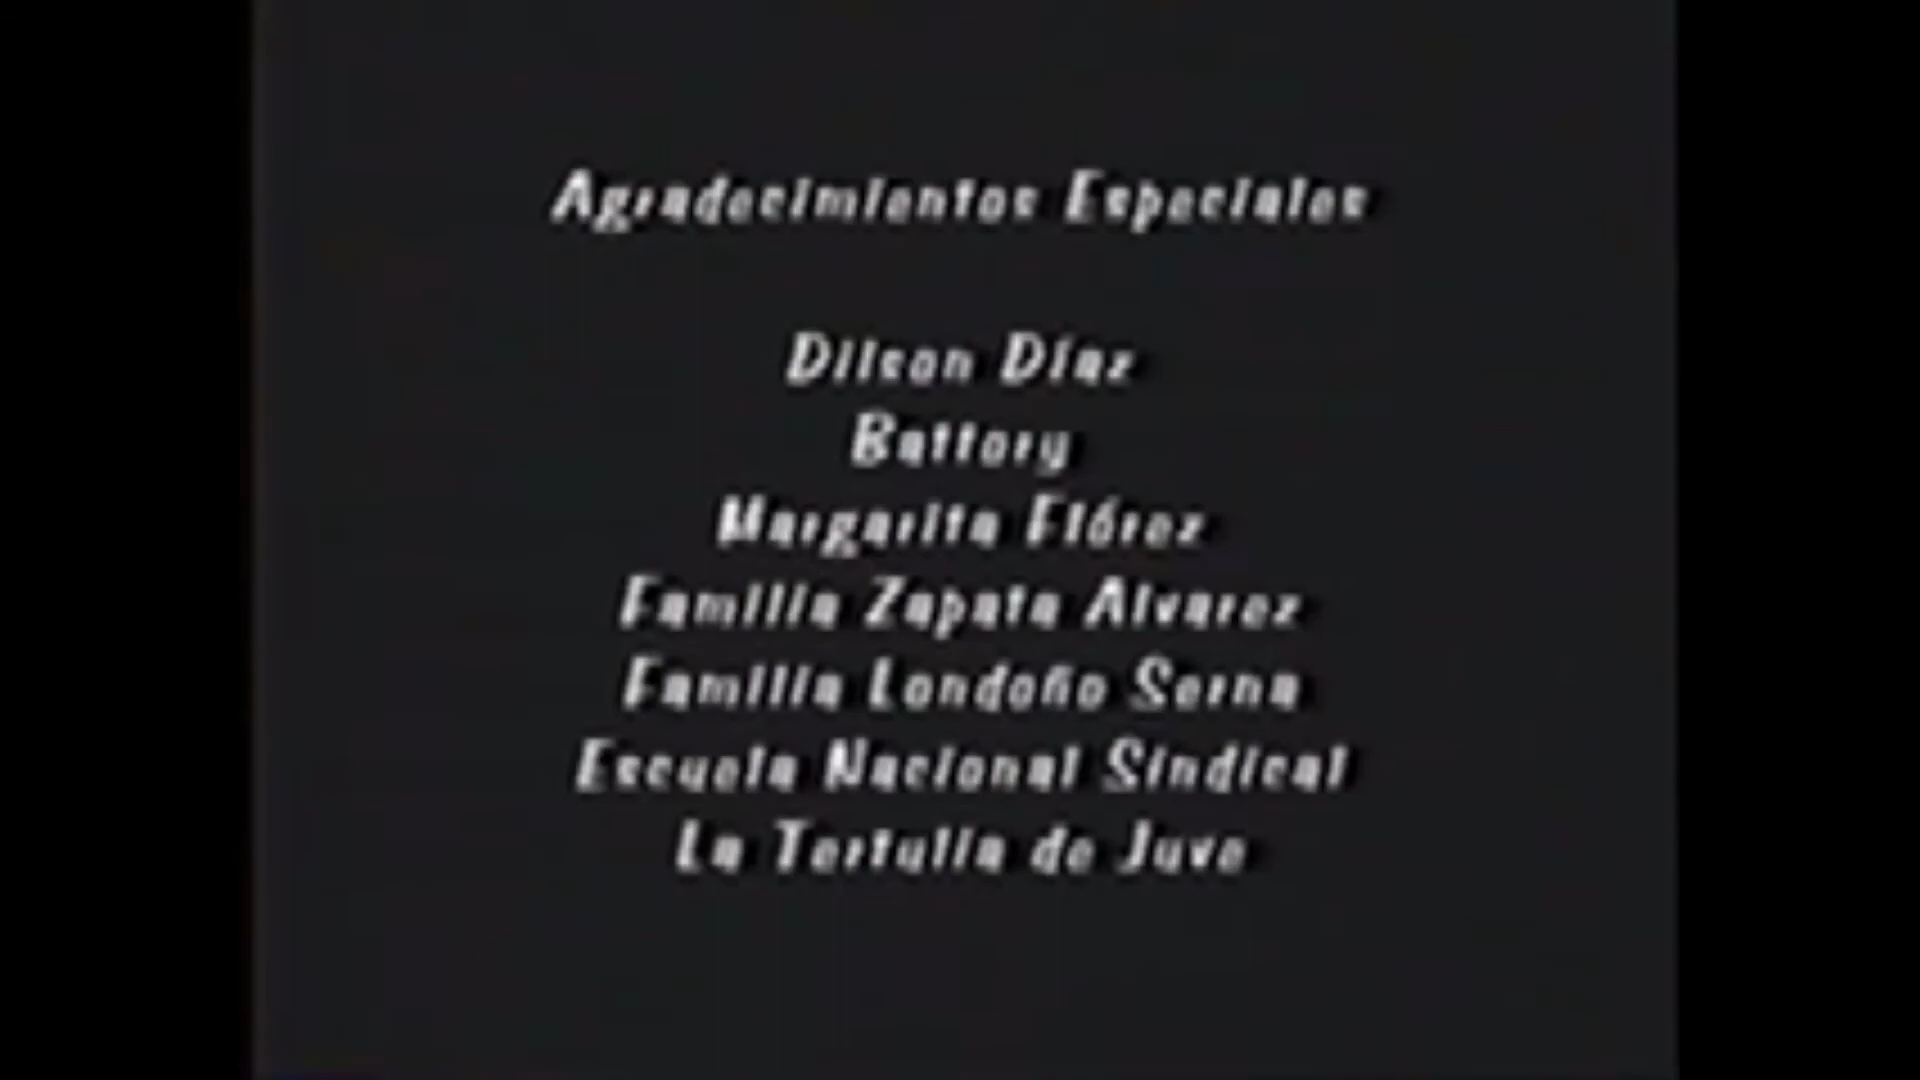 Agradecimientos Especiales
Dilson Díaz
Battory
Margarita Flórez
Familia Zapata Alvarez
Familia Londoño Serna
Escuela Nacional Sindical
La Tertulia de Juve